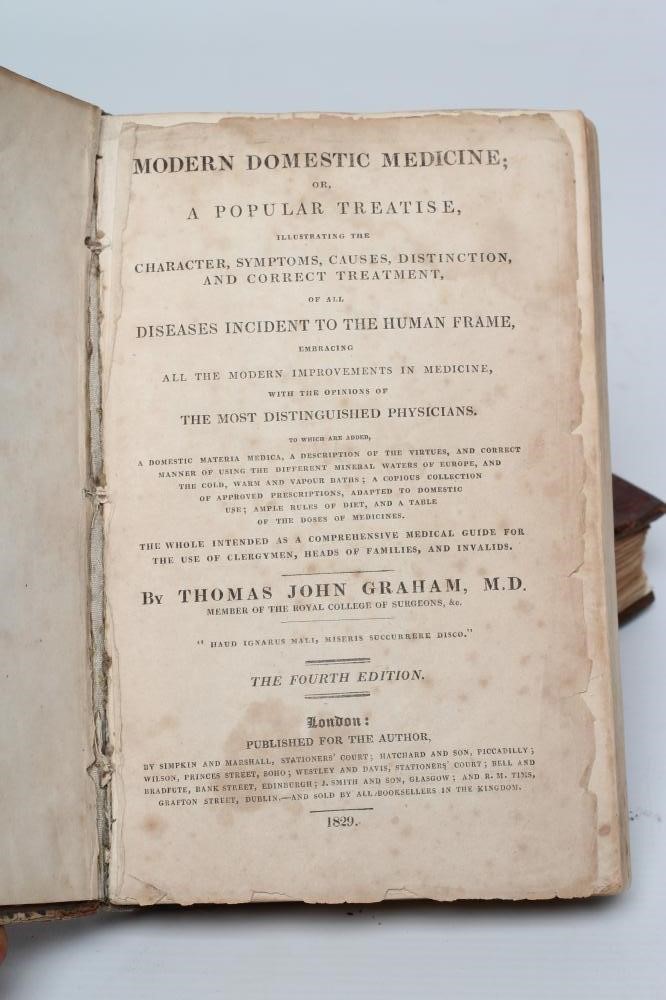 MODERN DOMESTIC MEDICINE;
OR,
A POPULAR TREATISE,
ILLUSTRATING THE
CHARACTER, SYMPTOMS, CAUSES, DISTINCTION,
AND CORRECT TREATMENT,
OF ALL
DISEASES INCIDENT TO THE HUMAN FRAME,
EMBRACING
ALL THE MODERN IMPROVEMENTS IN MEDICINE,
WITH THE OPINIONS OF
THE MOST DISTINGUISHED PHYSICIANS.
TO WHICH ARE ADDED,
A DOMESTIC MATERIA MEDICA, A DESCRIPTION OF THE VIRTUES, AND CORRECT
MANNER OF USING THE DIFFERENT MINERAL WATERS OF EUROPE, AND
THE COLD, WARM AND VAPOUR BATHS; A COPIOUS COLLECTION
OF APPROVED PRESCRIPTIONS, ADAPTED TO DOMESTIC
USE; AMPLE RULES OF DIET, AND A TABLE
OF THE DOSES OF MEDICINES.
THE WHOLE INTENDED AS A COMPREHENSIVE MEDICAL GUIDE FOR
THE USE OF CLERGYMEN, HEADS OF FAMILIES, AND INVALIDS.
BY THOMAS JOHN GRAHAM, M.D.
MEMBER OF THE ROYAL COLLEGE OF SURGEONS, &c.
"HAUD IGNARUS MALI, MISERIS SUCCURRERE DISCO."
THE FOURTH EDITION.
London:
PUBLISHED FOR THE AUTHOR,
BY SIMPKIN AND MARSHALL, STATIONERS' COURT; HATCHARD AND SON, PICCADILLY;
WILSON, PRINCES STREET, SOHO; WESTLEY AND DAVIS, STATIONERS' COURT; BELL AND
BRADFUTE, BANK STREET, EDINBURGH; J. SMITH AND SON, GLASGOW; AND R. M. TIMS,
GRAFTON STREET, DUBLIN.—AND SOLD BY ALL BOOKSELLERS IN THE KINGDOM.
1829.